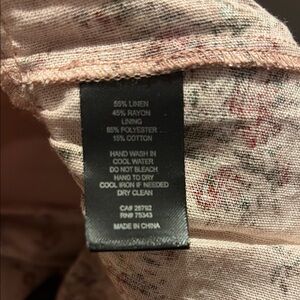 55% LINEN
45% RAYON
LINING
85% POLYESTER
15% COTTON
HAND WASH IN
COOL WATER
DO NOT BLEACH
HANG TO DRY
COOL IRON IF NEEDED
DRY CLEAN
CA# 28782
RN# 75343
MADE IN CHINA